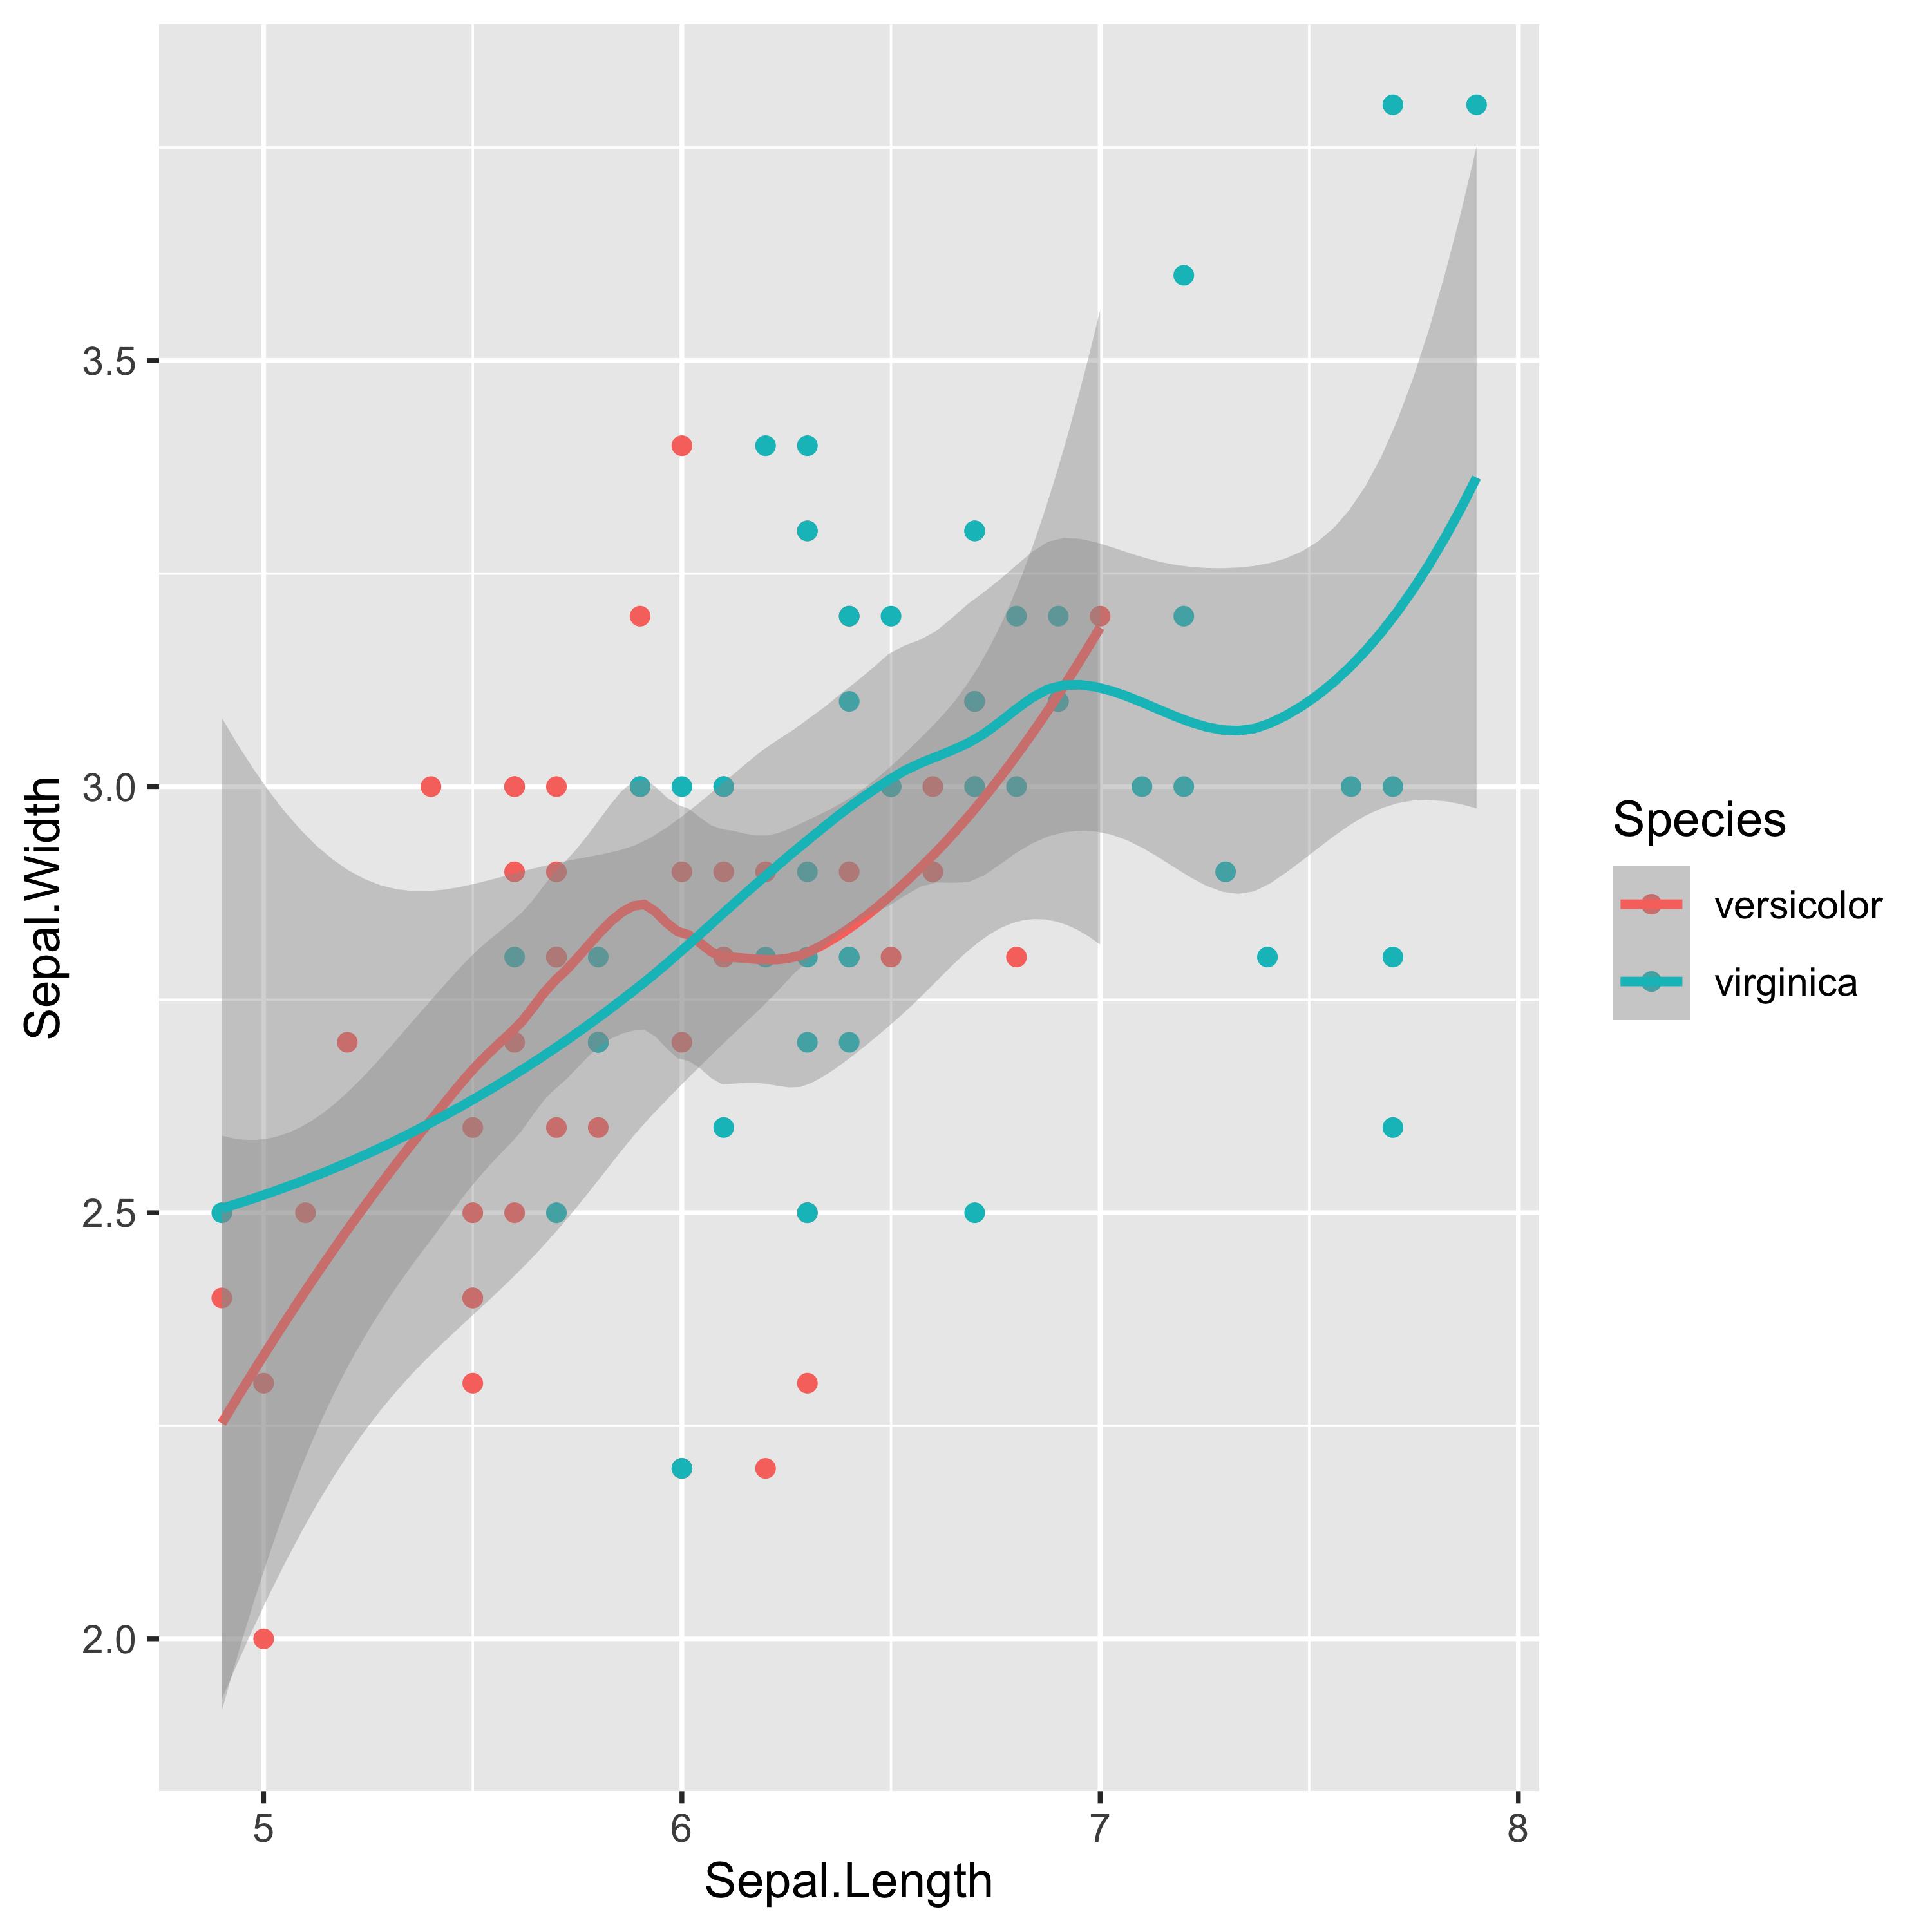 Sepal.Width
3.5
3.0
2.5
2.0
5 6 7 8
Sepal.Length
Species
versicolor
virginica